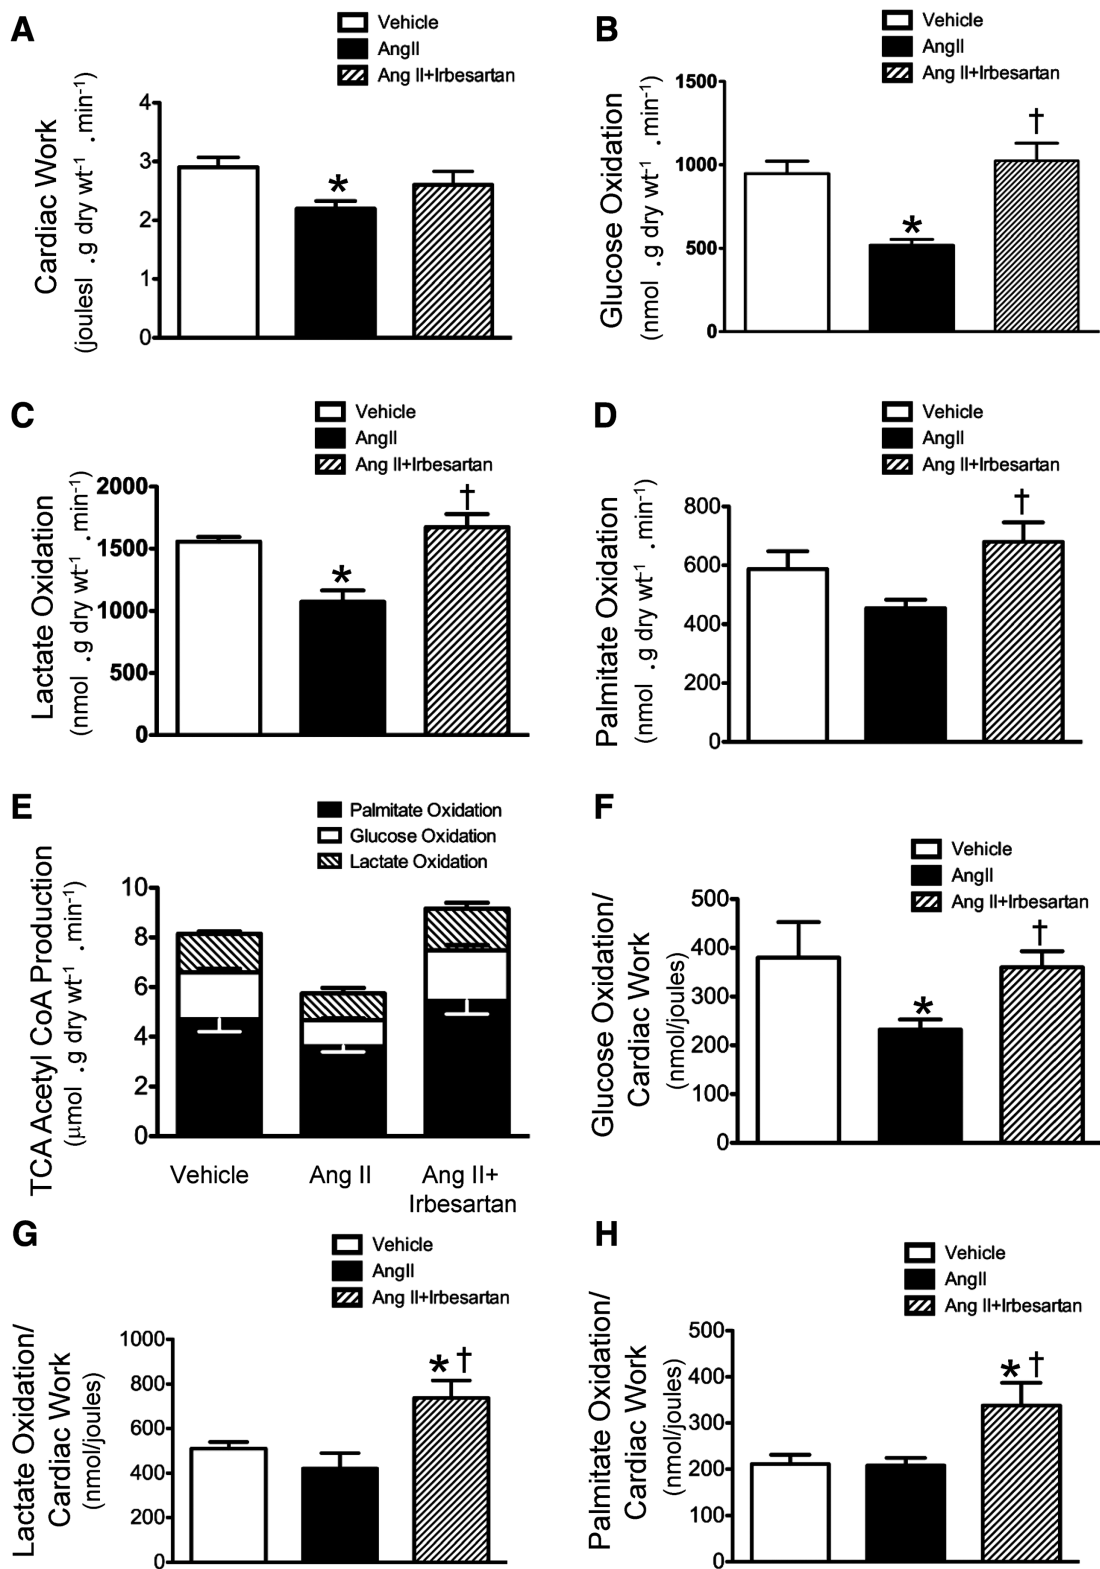 A
Vehicle
AngII
Ang II+Irbesartan
Cardiac Work
(joulesl .g dry wt⁻¹ .min⁻¹)
4
3
2
1
0
*
B
Vehicle
AngII
Ang II+Irbesartan
Glucose Oxidation
(nmol .g dry wt⁻¹ .min⁻¹)
1500
1000
500
0
*
†
C
Vehicle
AngII
Ang II+Irbesartan
Lactate Oxidation
(nmol .g dry wt⁻¹ .min⁻¹)
2000
1500
1000
500
0
*
†
D
Vehicle
AngII
Ang II+Irbesartan
Palmitate Oxidation
(nmol .g dry wt⁻¹ .min⁻¹)
800
600
400
200
0
†
E
Palmitate Oxidation
Glucose Oxidation
Lactate Oxidation
TCA Acetyl CoA Production
(μmol .g dry wt⁻¹ .min⁻¹)
10
8
6
4
2
0
Vehicle
Ang II
Ang II+
Irbesartan
F
Vehicle
AngII
Ang II+Irbesartan
Glucose Oxidation/
Cardiac Work
(nmol/joules)
500
400
300
200
100
0
*
†
G
Vehicle
AngII
Ang II+Irbesartan
Lactate Oxidation/
Cardiac Work
(nmol/joules)
1000
800
600
400
200
0
* †
H
Vehicle
AngII
Ang II+Irbesartan
Palmitate Oxidation/
Cardiac Work
(nmol/joules)
500
400
300
200
100
0
* †